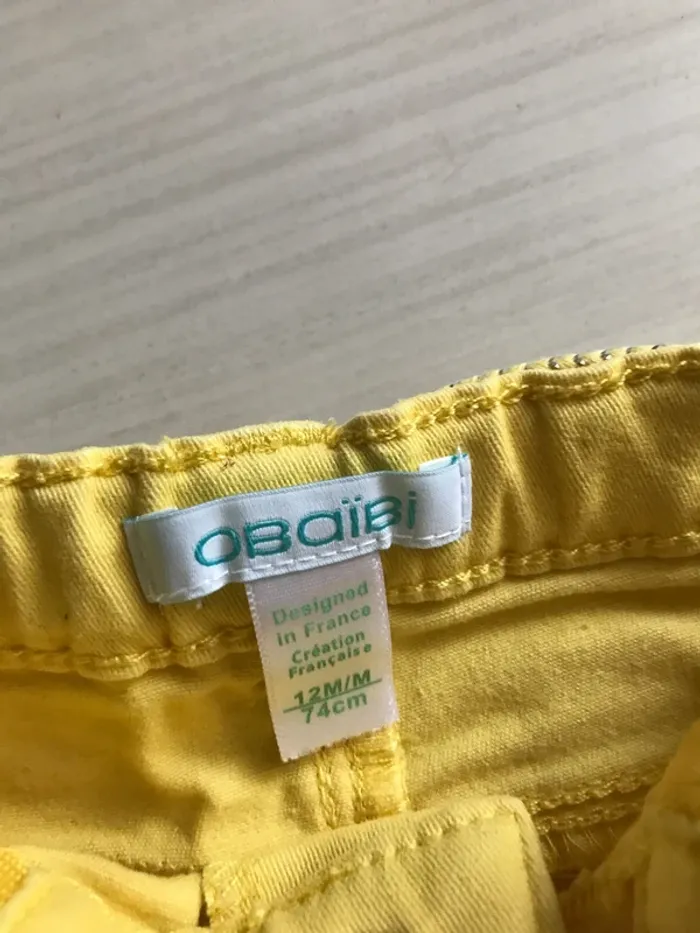 OBaïBi
Designed
in France
Création
Française
12M/M
74cm